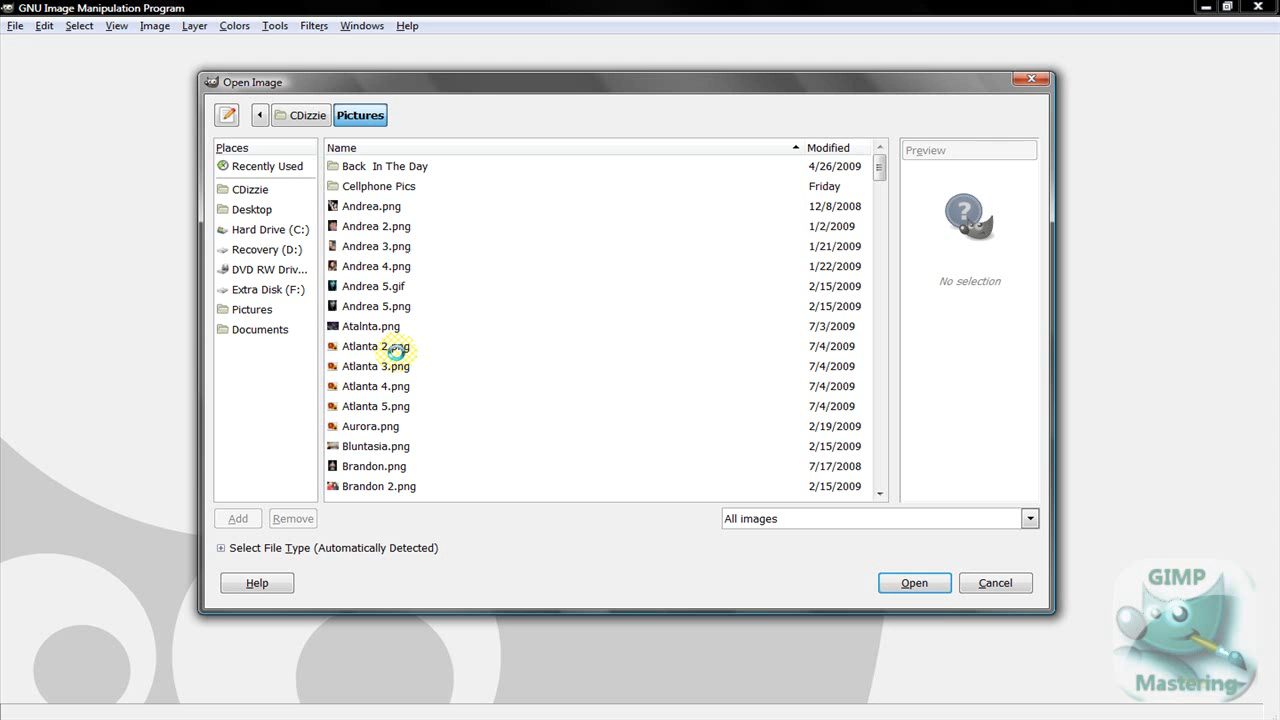 GNU Image Manipulation Program
File Edit Select View Image Layer Colors Tools Filters Windows Help
Open Image
CDizzie Pictures
Places
Recently Used
CDizzie
Desktop
Hard Drive (C:)
Recovery (D:)
DVD RW Driv...
Extra Disk (F:)
Pictures
Documents
Name Modified
Back In The Day 4/26/2009
Cellphone Pics Friday
Andrea.png 12/8/2008
Andrea 2.png 1/2/2009
Andrea 3.png 1/21/2009
Andrea 4.png 1/22/2009
Andrea 5.gif 2/15/2009
Andrea 5.png 2/15/2009
Atalnta.png 7/3/2009
Atlanta 2.png 7/4/2009
Atlanta 3.png 7/4/2009
Atlanta 4.png 7/4/2009
Atlanta 5.png 7/4/2009
Aurora.png 2/19/2009
Bluntasia.png 2/15/2009
Brandon.png 7/17/2008
Brandon 2.png 2/15/2009
Preview
No selection
Add Remove
All images
Select File Type (Automatically Detected)
Help Open Cancel
GIMP
Mastering